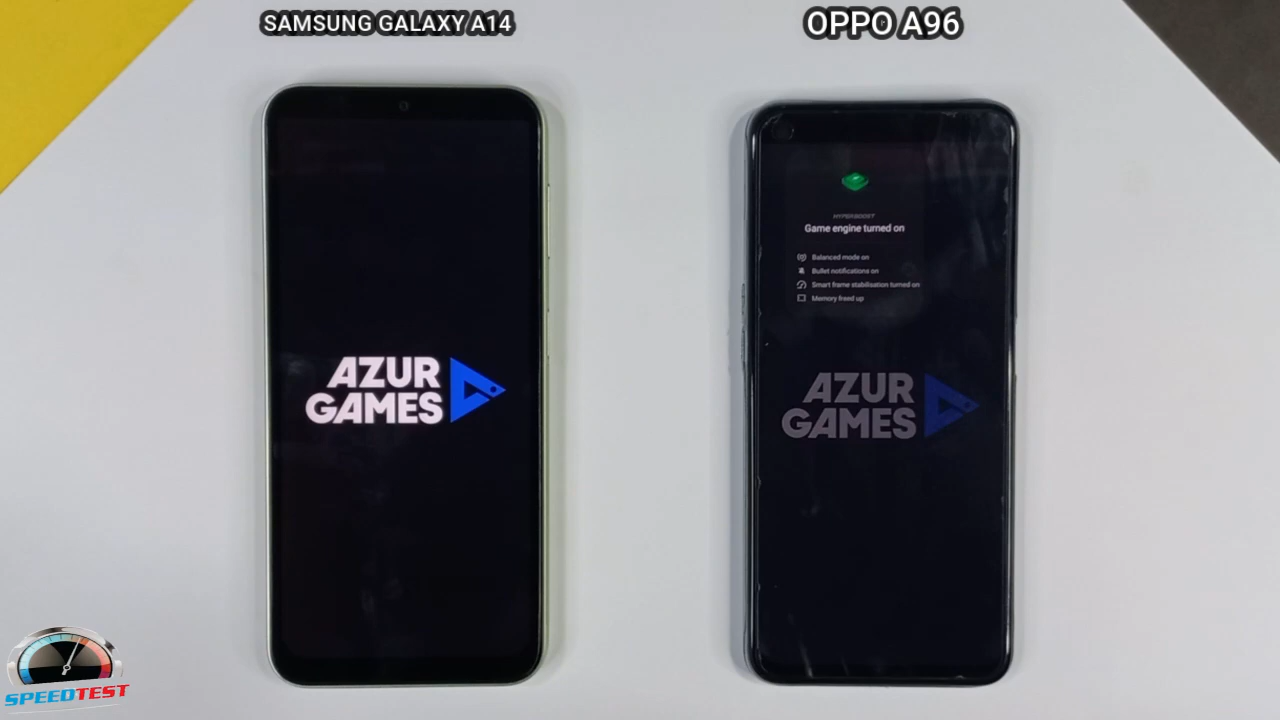 SAMSUNG GALAXY A14
OPPO A96
AZUR
GAMES
HYPERBOOST
Game engine turned on
Balanced mode on
Bullet notifications on
Smart frame stabilisation turned on
Memory freed up
AZUR
GAMES
SPEEDTEST